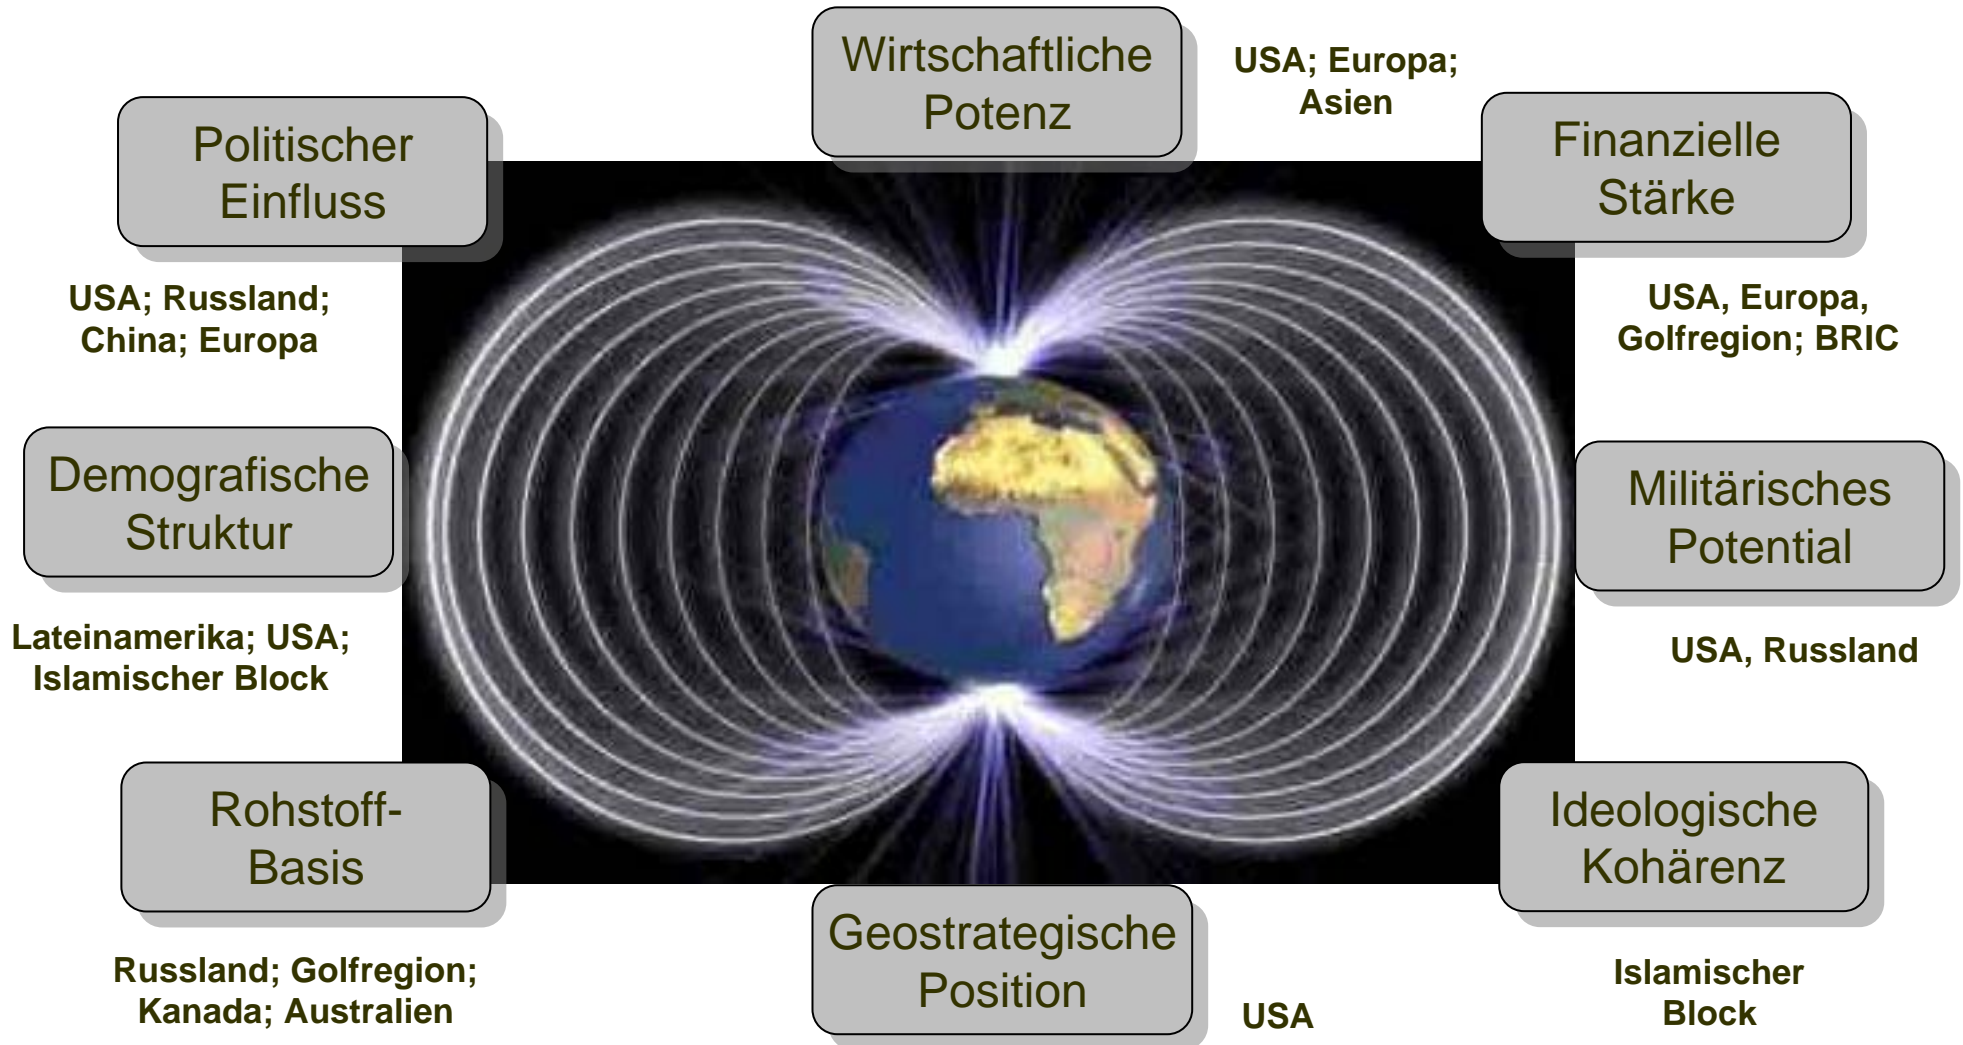 Wirtschaftliche
Potenz
USA; Europa;
Asien
Politischer
Einfluss
USA; Russland;
China; Europa
Finanzielle
Stärke
USA, Europa,
Golfregion; BRIC
Demografische
Struktur
Lateinamerika; USA;
Islamischer Block
Militärisches
Potential
USA, Russland
Rohstoff-
Basis
Russland; Golfregion;
Kanada; Australien
Geostrategische
Position
USA
Ideologische
Kohärenz
Islamischer
Block